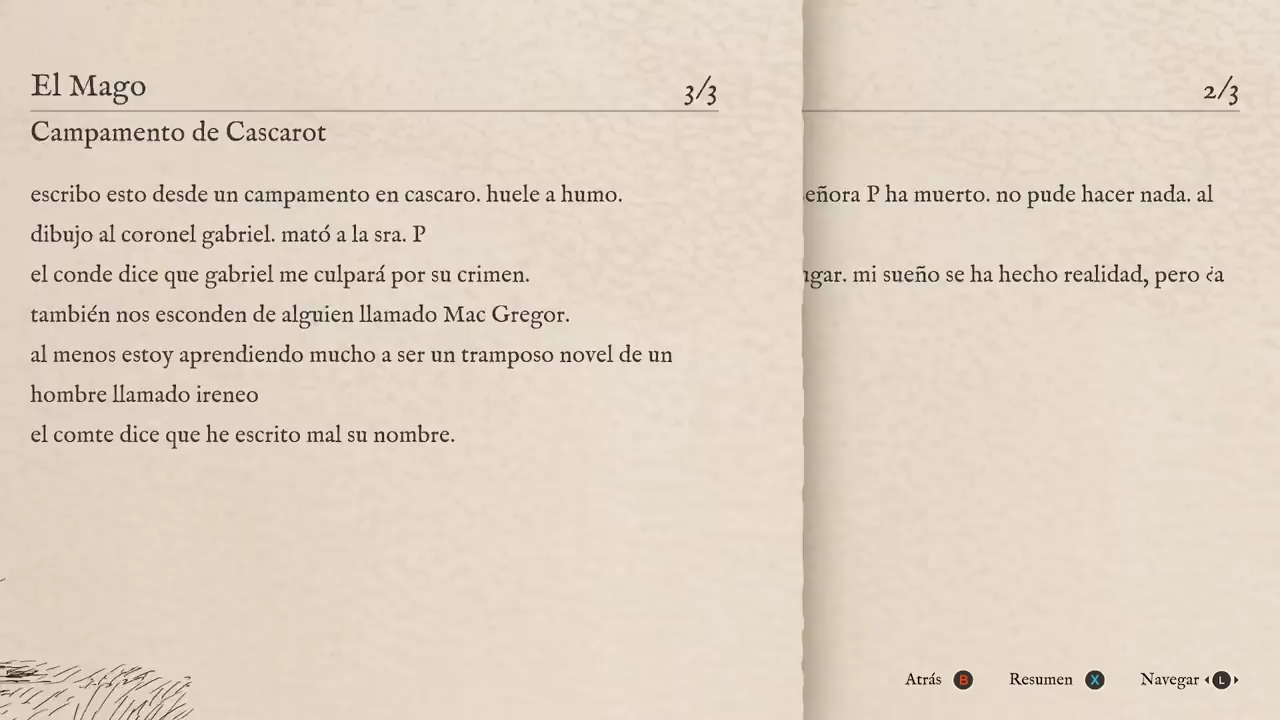 El Mago
3/3
Campamento de Cascarot
escribo esto desde un campamento en cascaro. huele a humo.
dibujo al coronel gabriel. mató a la sra. P
el conde dice que gabriel me culpará por su crimen.
también nos esconden de alguien llamado Mac Gregor.
al menos estoy aprendiendo mucho a ser un tramposo novel de un
hombre llamado ireneo
el comte dice que he escrito mal su nombre.
2/3
eñora P ha muerto. no pude hacer nada. al
gar. mi sueño se ha hecho realidad, pero ¿a
Atrás B Resumen X Navegar L